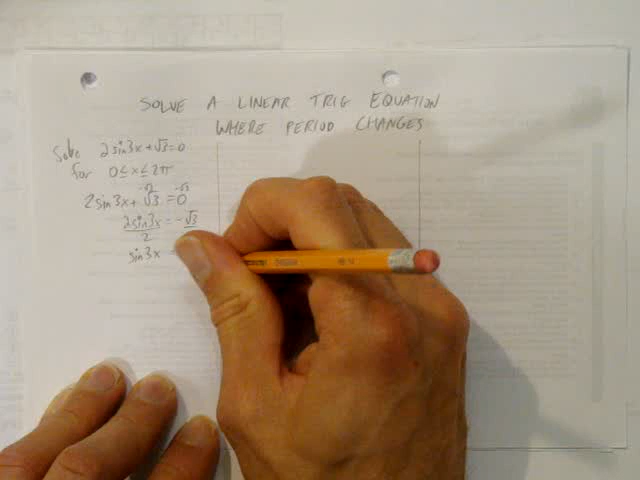 SOLVE A LINEAR TRIG EQUATION
WHERE PERIOD CHANGES
Solve 2sin3x+√3=0
for 0≤x≤2π
-√3 -√3
2sin3x+√3=0
2sin3x=-√3
2
sin3x